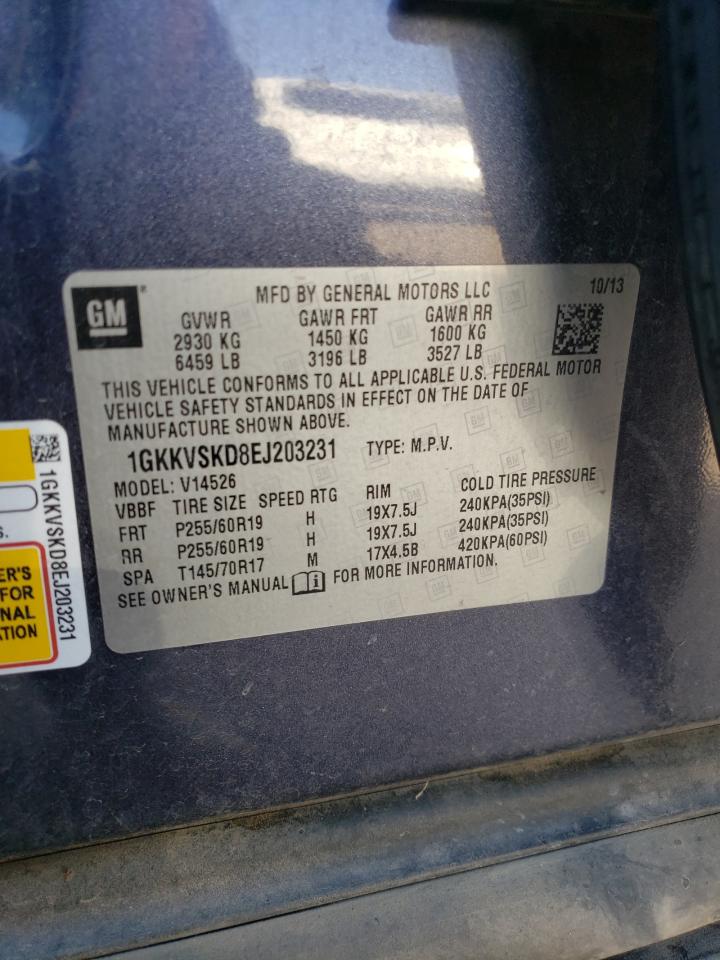 GM
MFD BY GENERAL MOTORS LLC
10/13
GVWR GAWR FRT GAWR RR
2930 KG 1450 KG 1600 KG
6459 LB 3196 LB 3527 LB
THIS VEHICLE CONFORMS TO ALL APPLICABLE U.S. FEDERAL MOTOR
VEHICLE SAFETY STANDARDS IN EFFECT ON THE DATE OF
MANUFACTURE SHOWN ABOVE.
1GKKVSKD8EJ203231 TYPE: M.P.V.
MODEL: V14526
VBBF TIRE SIZE SPEED RTG RIM COLD TIRE PRESSURE
FRT P255/60R19 H 19X7.5J 240KPA(35PSI)
RR P255/60R19 H 19X7.5J 240KPA(35PSI)
SPA T145/70R17 M 17X4.5B 420KPA(60PSI)
SEE OWNER'S MANUAL FOR MORE INFORMATION.
1GKKVSKD8EJ203231
S.
ER'S
FOR
NAL
TION